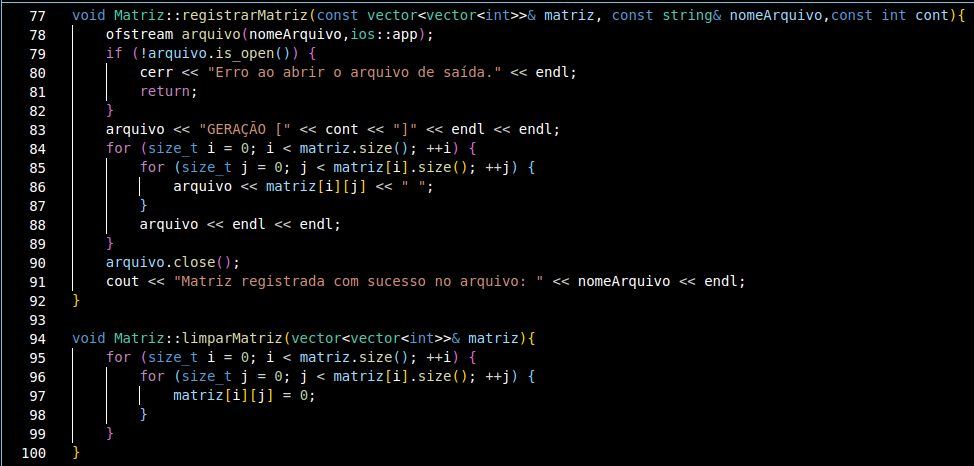 77 void Matriz::registrarMatriz(const vector<vector<int>>& matriz, const string& nomeArquivo,const int cont){
78     ofstream arquivo(nomeArquivo,ios::app);
79     if (!arquivo.is_open()) {
80         cerr << "Erro ao abrir o arquivo de saída." << endl;
81         return;
82     }
83     arquivo << "GERAÇÃO [" << cont << "]" << endl << endl;
84     for (size_t i = 0; i < matriz.size(); ++i) {
85         for (size_t j = 0; j < matriz[i].size(); ++j) {
86             arquivo << matriz[i][j] << " ";
87         }
88         arquivo << endl << endl;
89     }
90     arquivo.close();
91     cout << "Matriz registrada com sucesso no arquivo: " << nomeArquivo << endl;
92 }
93
94 void Matriz::limparMatriz(vector<vector<int>>& matriz){
95     for (size_t i = 0; i < matriz.size(); ++i) {
96         for (size_t j = 0; j < matriz[i].size(); ++j) {
97             matriz[i][j] = 0;
98         }
99     }
100 }